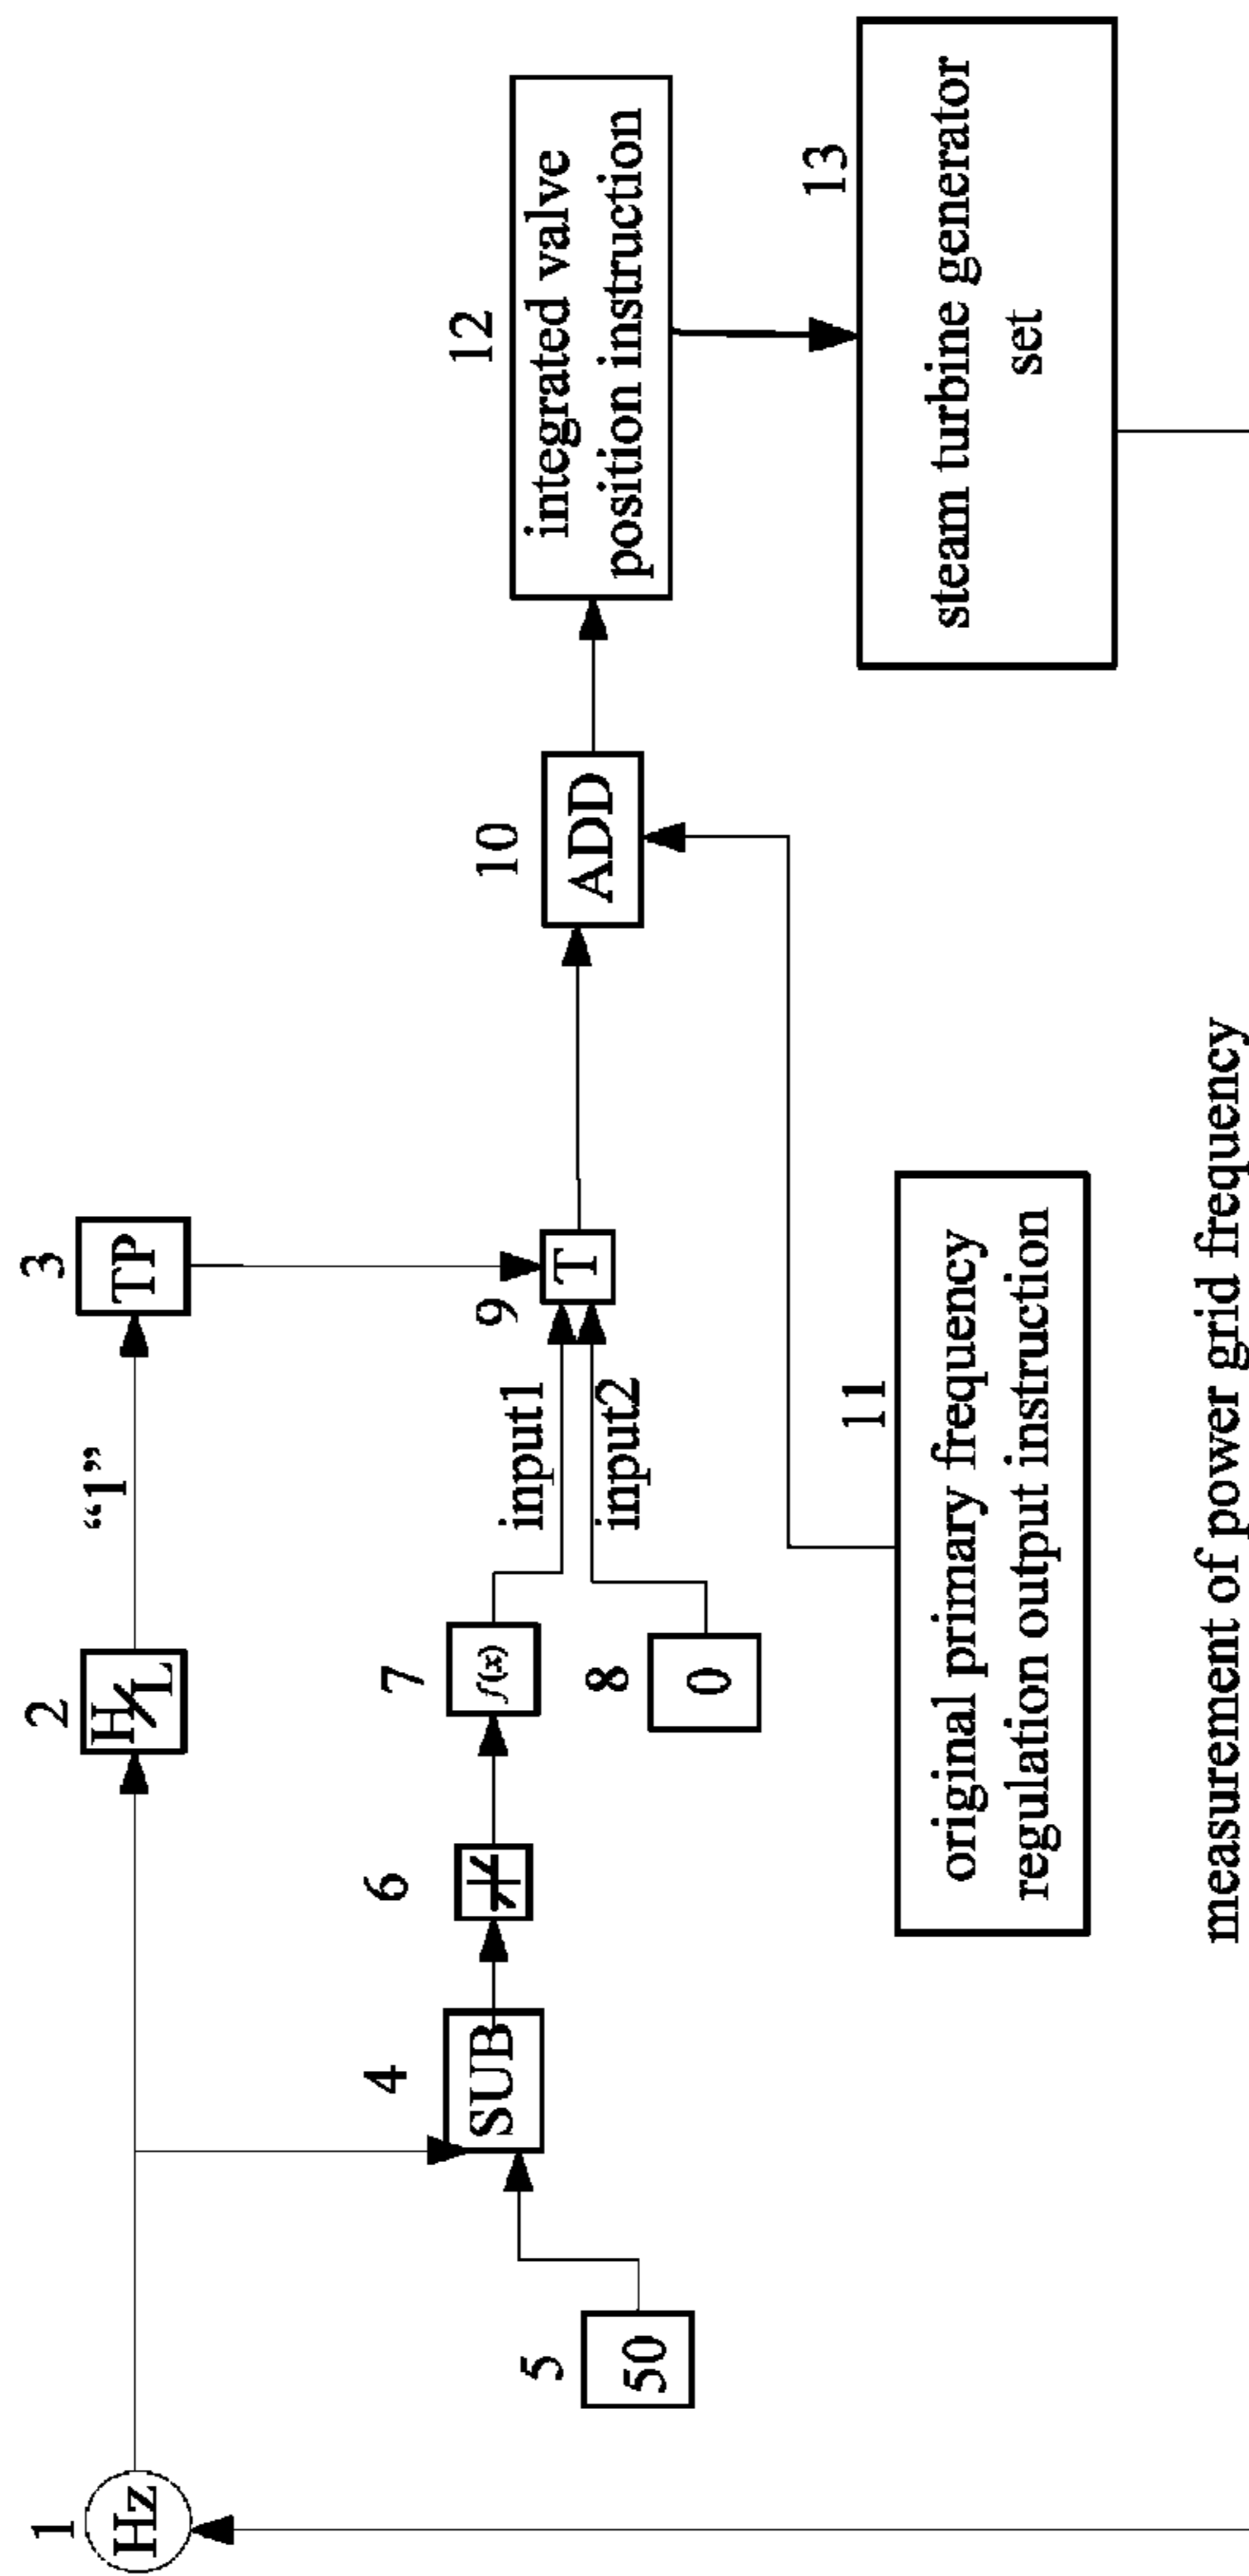 1
Hz
2
H/L
"1"
3
TP
4
SUB
5
50
6
7
f(x)
8
0
input1
input2
9
T
10
ADD
11
original primary frequency
regulation output instruction
12
integrated valve
position instruction
13
steam turbine generator
set
measurement of power grid frequency